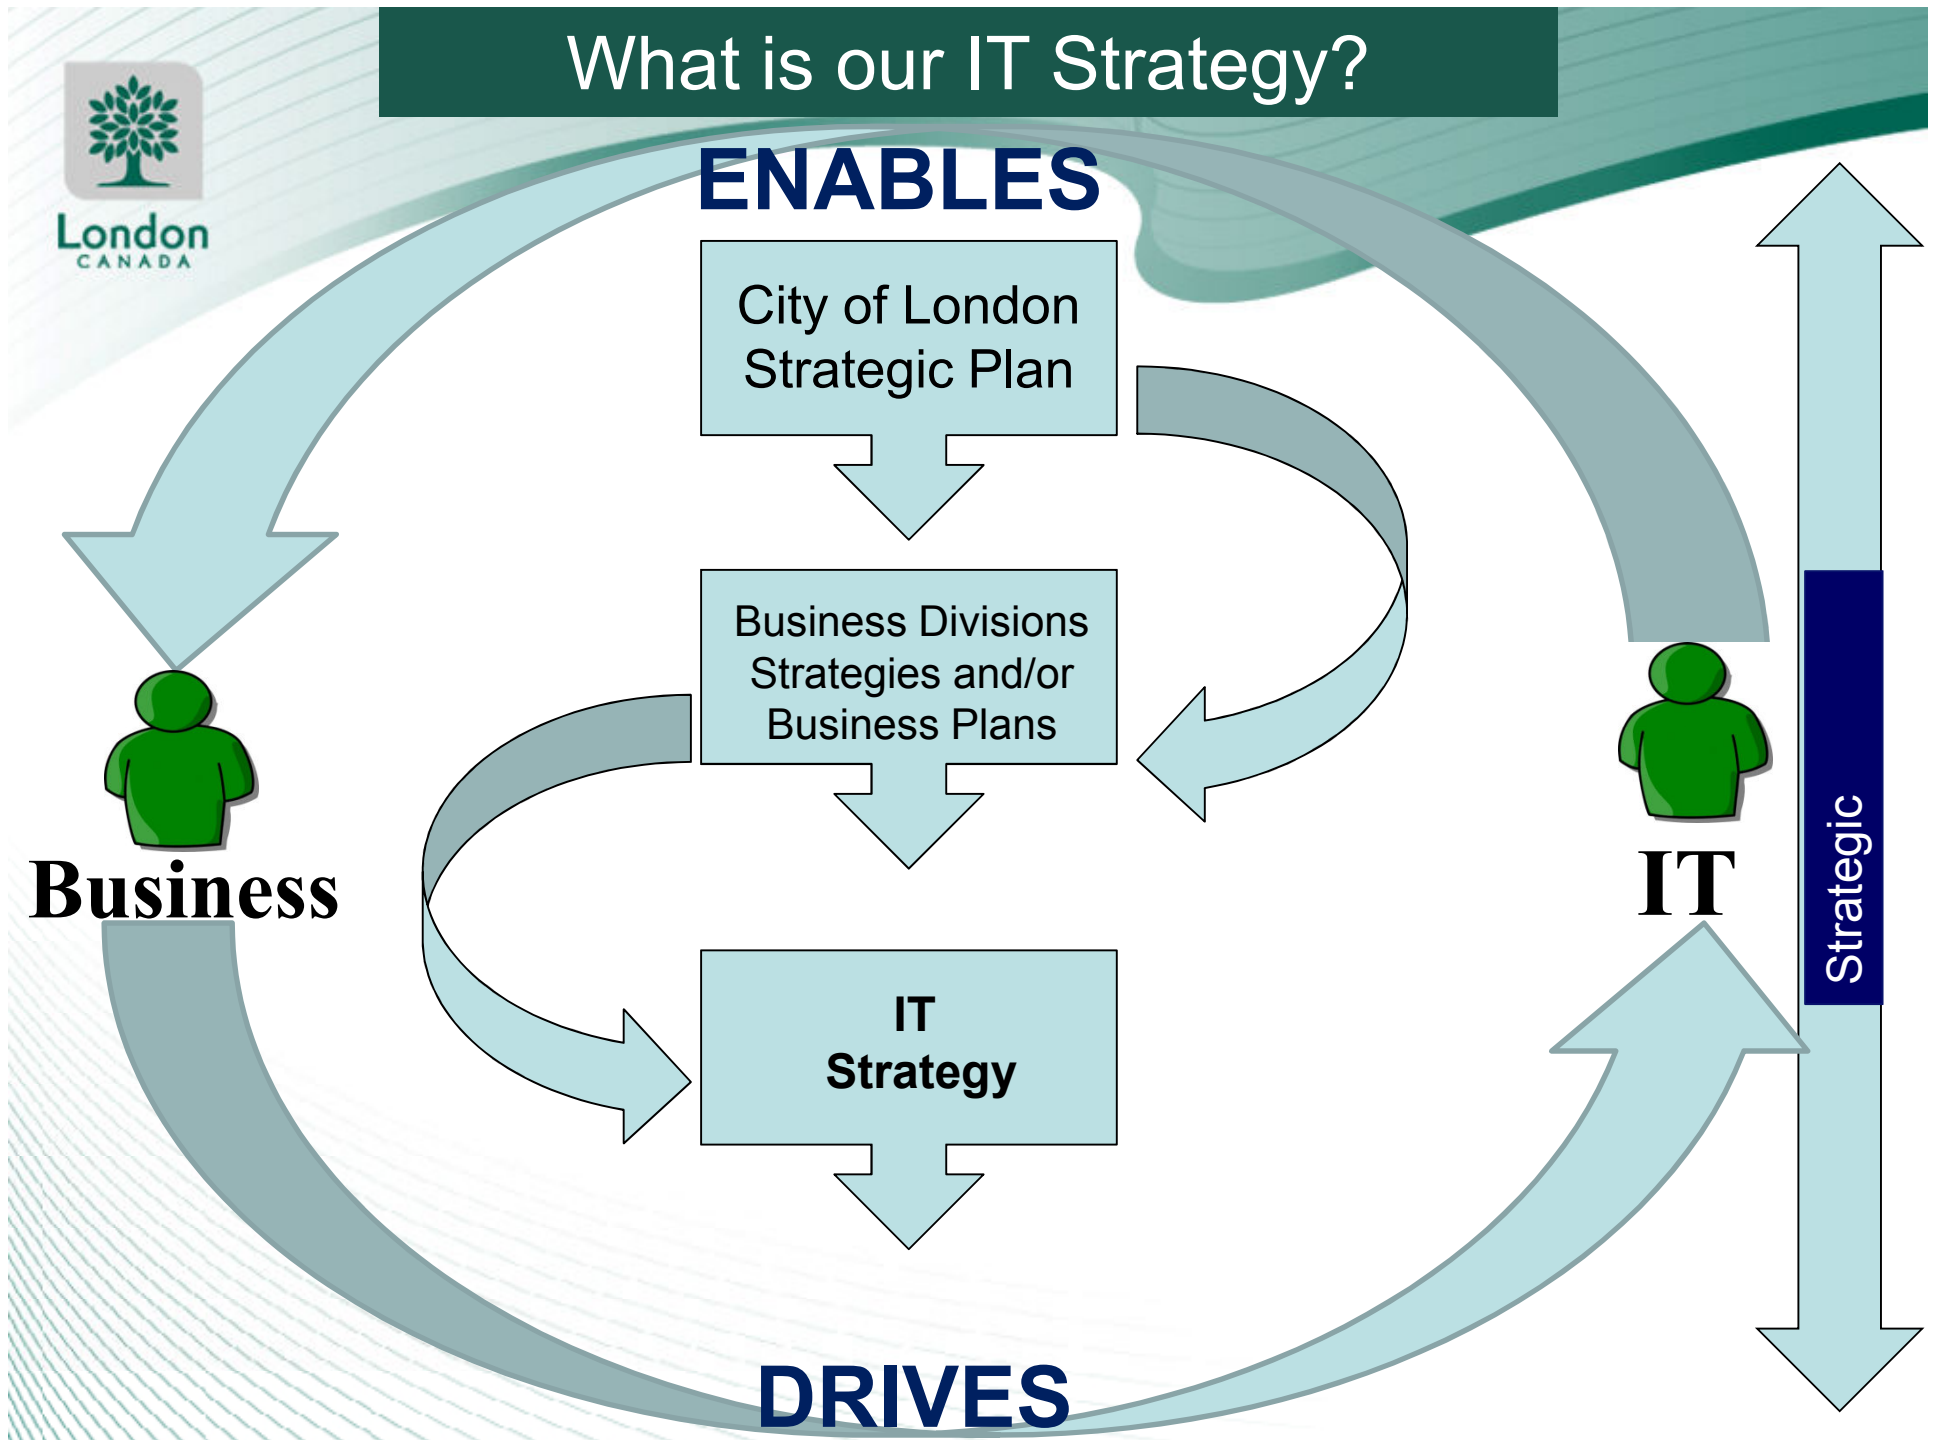 What is our IT Strategy?
London
CANADA
ENABLES
City of London
Strategic Plan
Business Divisions
Strategies and/or
Business Plans
Business
IT
Strategic
IT
Strategy
DRIVES